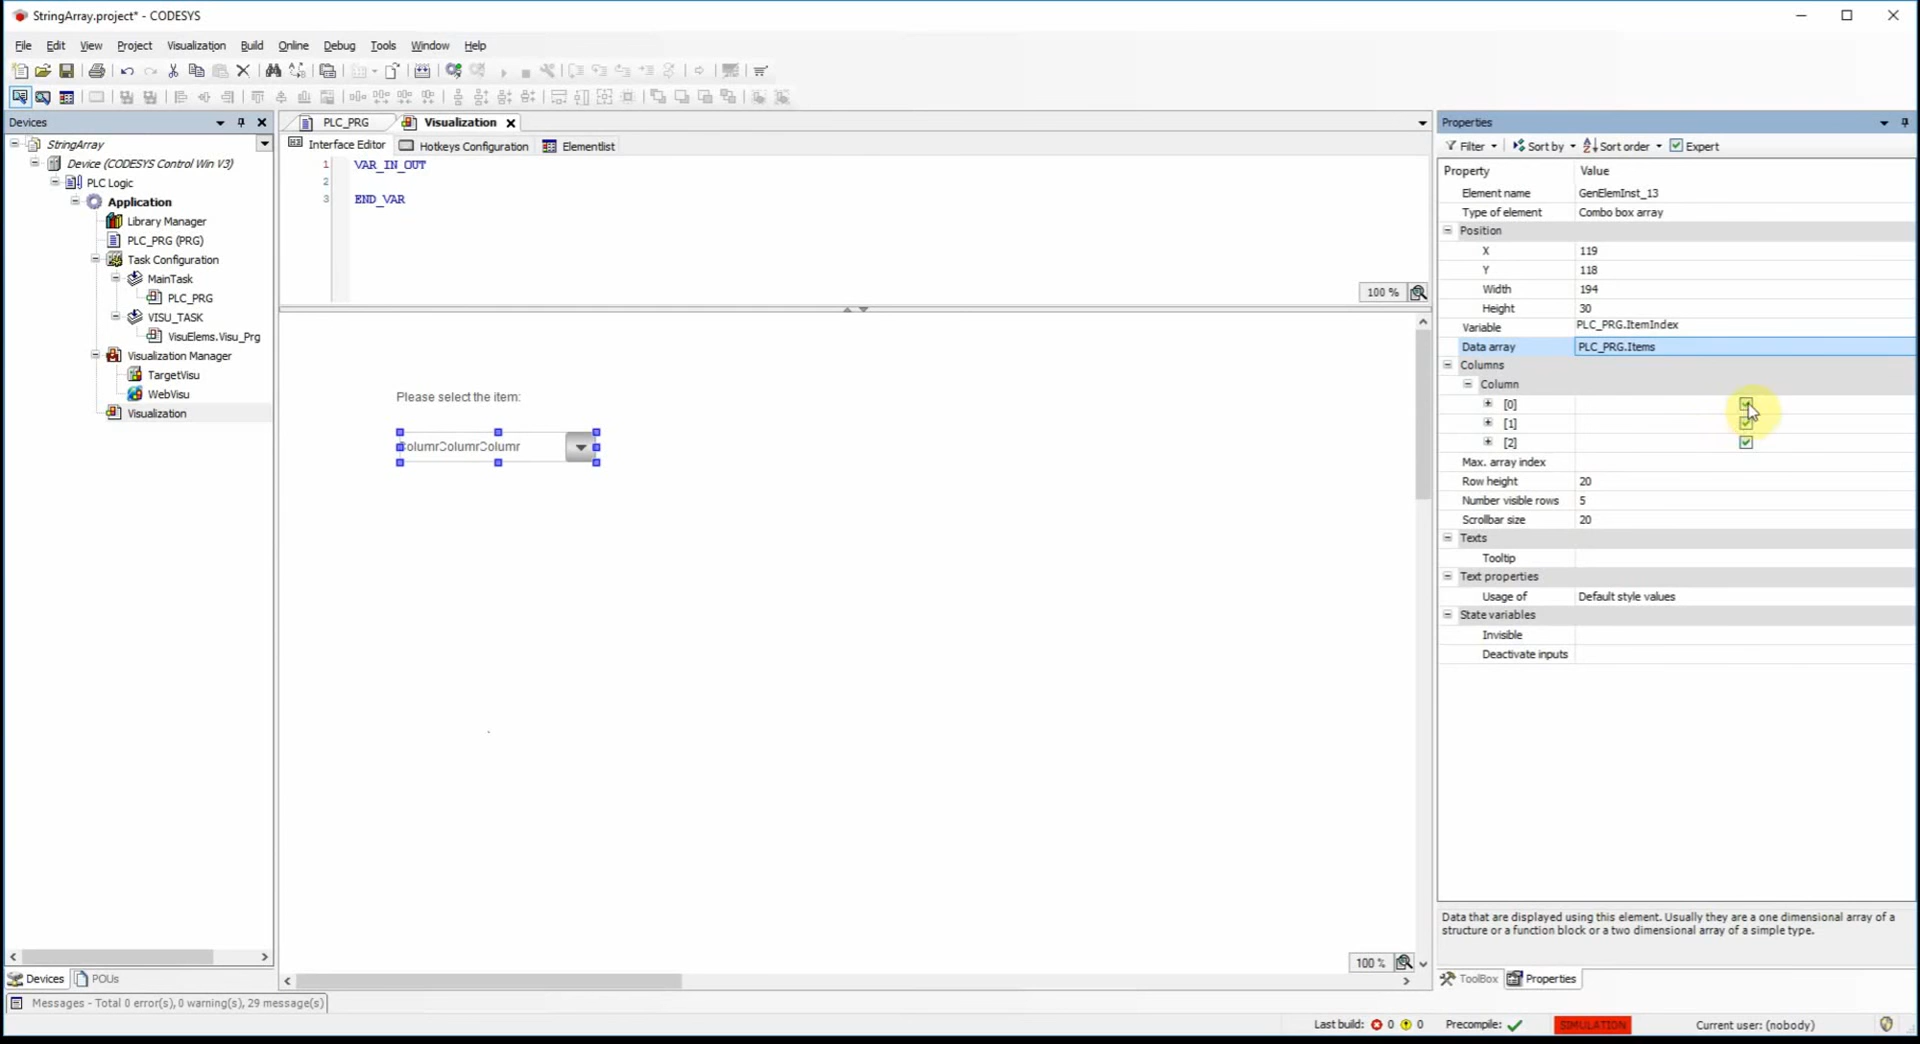 StringArray.project* - CODESYS
File Edit View Project Visualization Build Online Debug Tools Window Help
Devices
StringArray
Device (CODESYS Control Win V3)
PLC Logic
Application
Library Manager
PLC_PRG (PRG)
Task Configuration
MainTask
PLC_PRG
VISU_TASK
VisuElems.Visu_Prg
Visualization Manager
TargetVisu
WebVisu
Visualization
Devices POUs
PLC_PRG Visualization
Interface Editor Hotkeys Configuration Elementlist
1 VAR_IN_OUT
2
3 END_VAR
100 %
Please select the item:
ColumrColumrColumr
100 %
Properties
Filter Sort by Sort order Expert
Property Value
Element name GenElemInst_13
Type of element Combo box array
Position
X 119
Y 118
Width 194
Height 30
Variable PLC_PRG.ItemIndex
Data array PLC_PRG.Items
Columns
Column
[0]
[1]
[2]
Max. array index
Row height 20
Number visible rows 5
Scrollbar size 20
Texts
Tooltip
Text properties
Usage of Default style values
State variables
Invisible
Deactivate inputs
Data that are displayed using this element. Usually they are a one dimensional array of a
structure or a function block or a two dimensional array of a simple type.
ToolBox Properties
Messages - Total 0 error(s), 0 warning(s), 29 message(s)
Last build: 0 0 Precompile: SIMULATION Current user: (nobody)